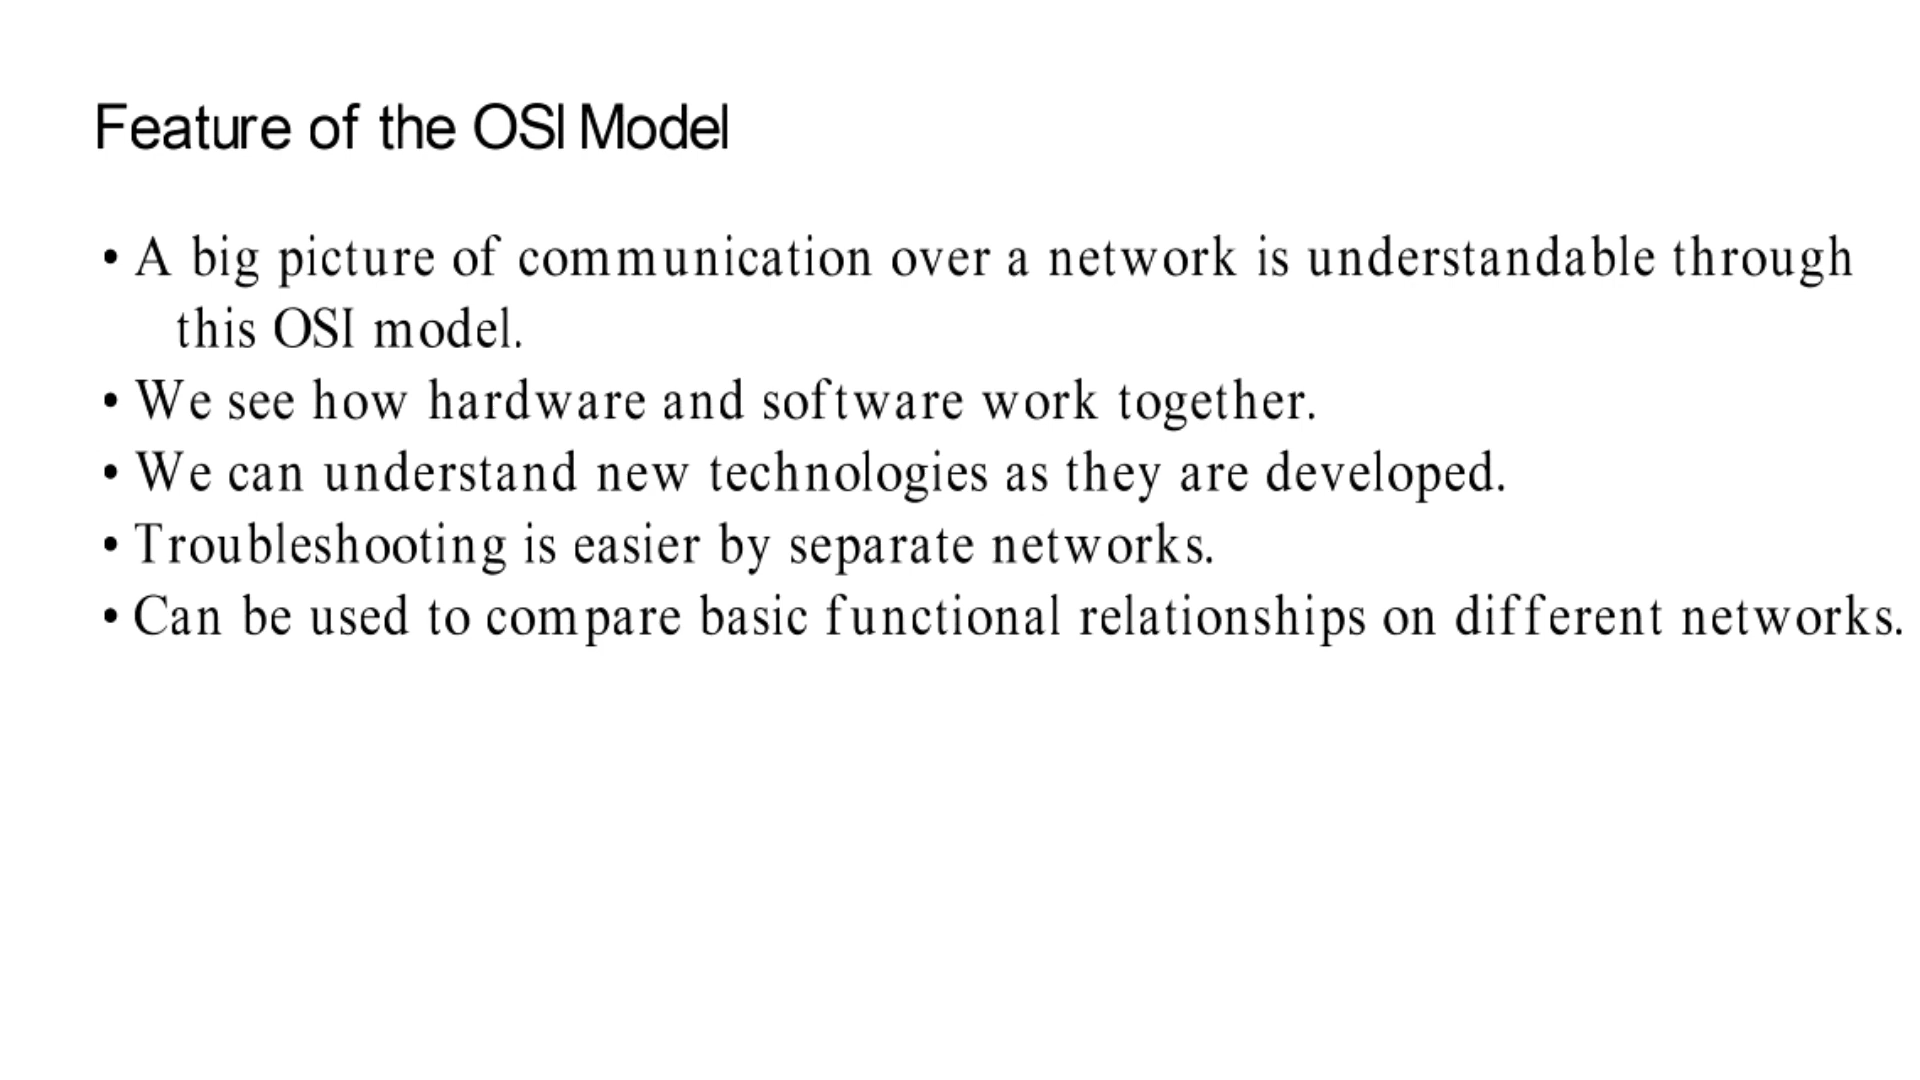 Feature of the OSI Model
• A big picture of communication over a network is understandable through
this OSI model.
• We see how hardware and software work together.
• We can understand new technologies as they are developed.
• Troubleshooting is easier by separate networks.
• Can be used to compare basic functional relationships on different networks.